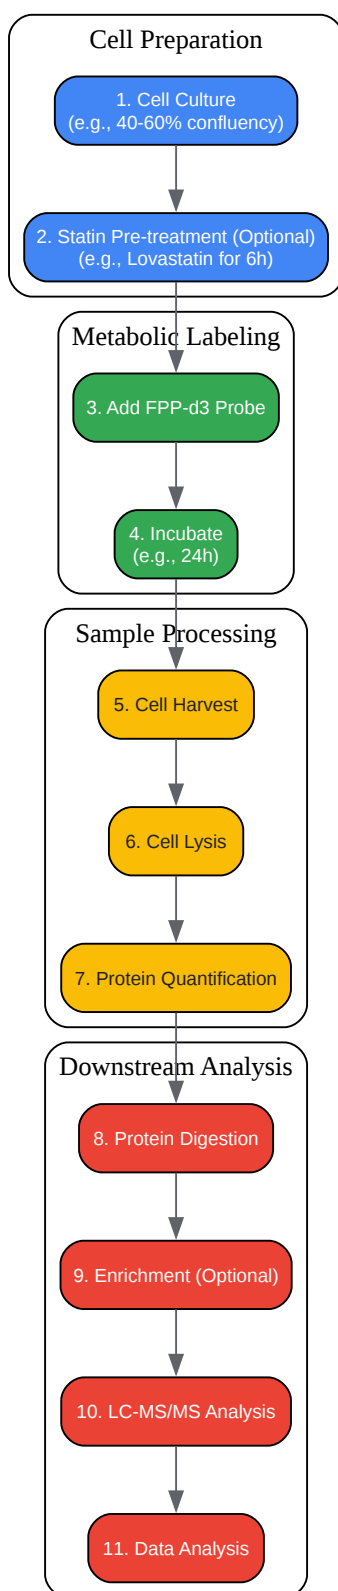 Cell Preparation
1. Cell Culture
(e.g., 40-60% confluency)
2. Statin Pre-treatment (Optional)
(e.g., Lovastatin for 6h)
Metabolic Labeling
3. Add FPP-d3 Probe
4. Incubate
(e.g., 24h)
Sample Processing
5. Cell Harvest
6. Cell Lysis
7. Protein Quantification
Downstream Analysis
8. Protein Digestion
9. Enrichment (Optional)
10. LC-MS/MS Analysis
11. Data Analysis